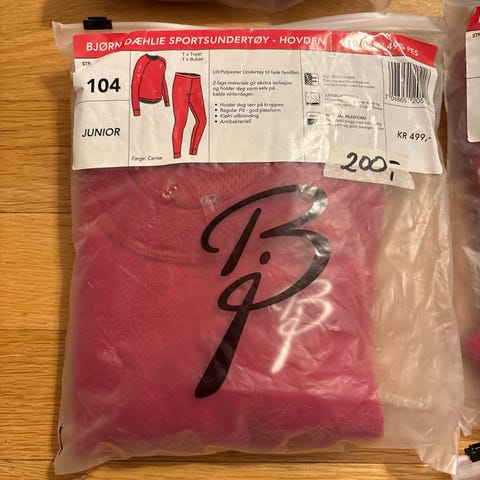 BJØRN DÆHLIE SPORTSUNDERTØY - HOVDEN
STR
104
JUNIOR
1 x Topp
1 x Bukse
Farge: Cerise
Ull/Polyester Undertøy til hele familien.
2-lags materiale gir ekstra isolasjon
og holder deg varm selv på
kalde vinterdager.
• Holder deg tørr på kroppen
• Regular Fit - god passform
• Kløfri ullblanding
• Antibakteriell
49% PES
KR 499,-
200,-